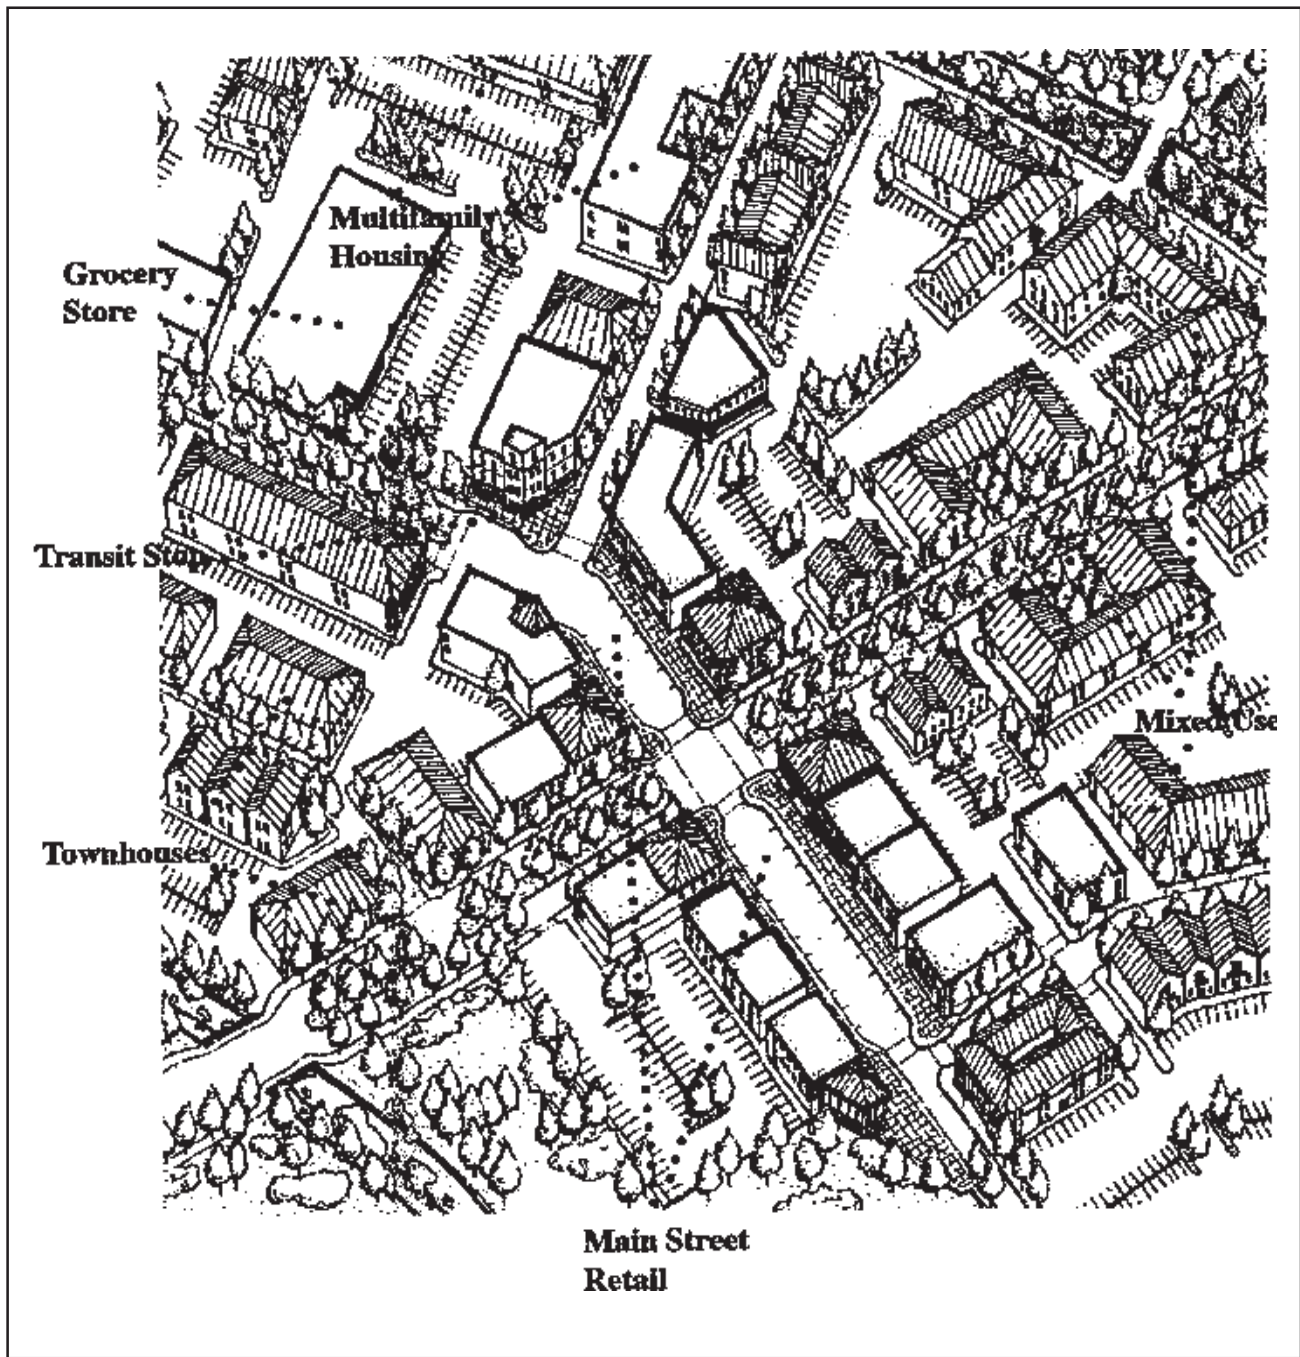 Multifamily
Housing
Grocery
Store
Transit Stop
Mixed Use
Townhouses
Main Street
Retail